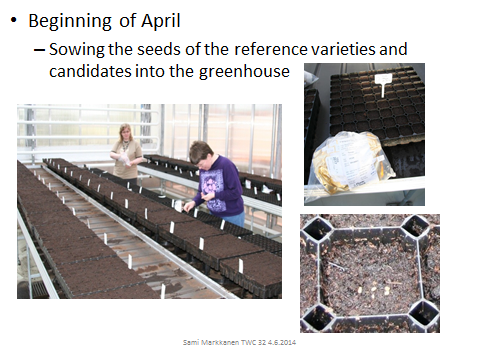 • Beginning of April
– Sowing the seeds of the reference varieties and
candidates into the greenhouse
Sami Markkanen TWC 32 4.6.2014